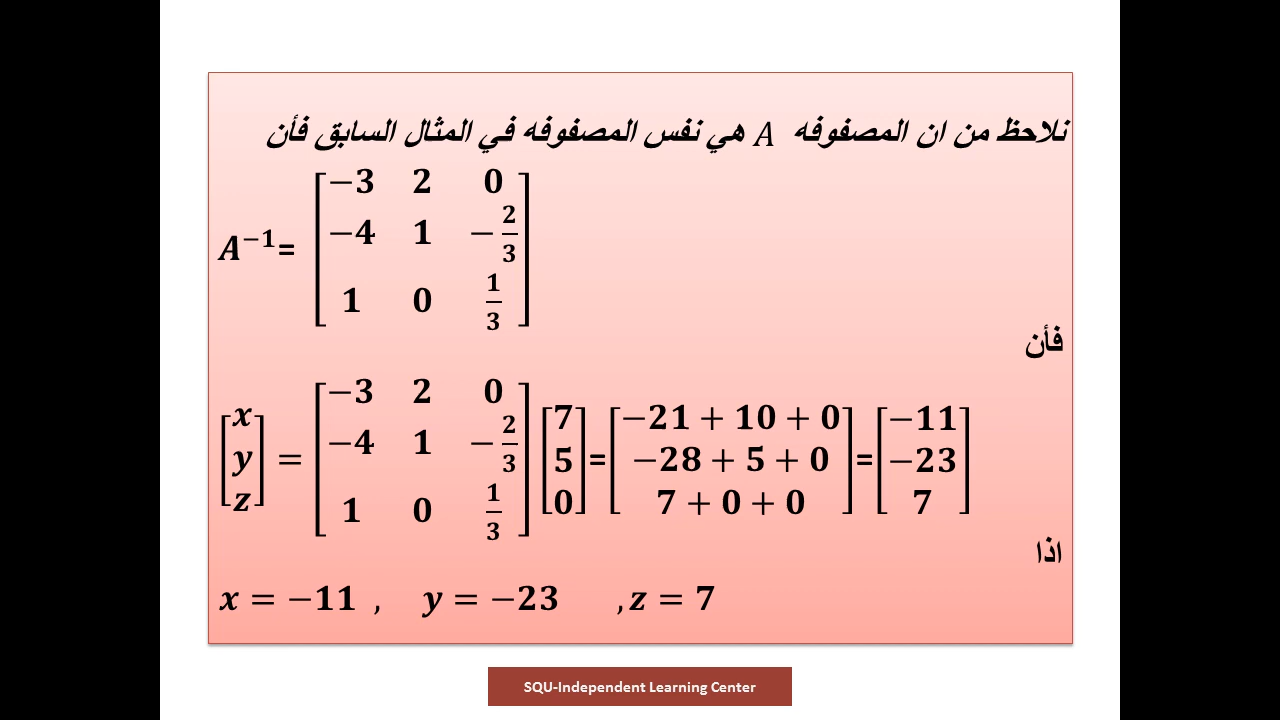 نلاحظ من ان المصفوفه A هي نفس المصفوفه في المثال السابق فأن
−3 2 0
−4 1 −2/3
A⁻¹=
1 0 1/3
فأن
−3 2 0
x −4 1 −2/3 7 −21 + 10 + 0 −11
y = 5 = −28 + 5 + 0 = −23
z 1 0 1/3 0 7 + 0 + 0 7
اذا
x = −11 , y = −23 , z = 7
SQU-Independent Learning Center